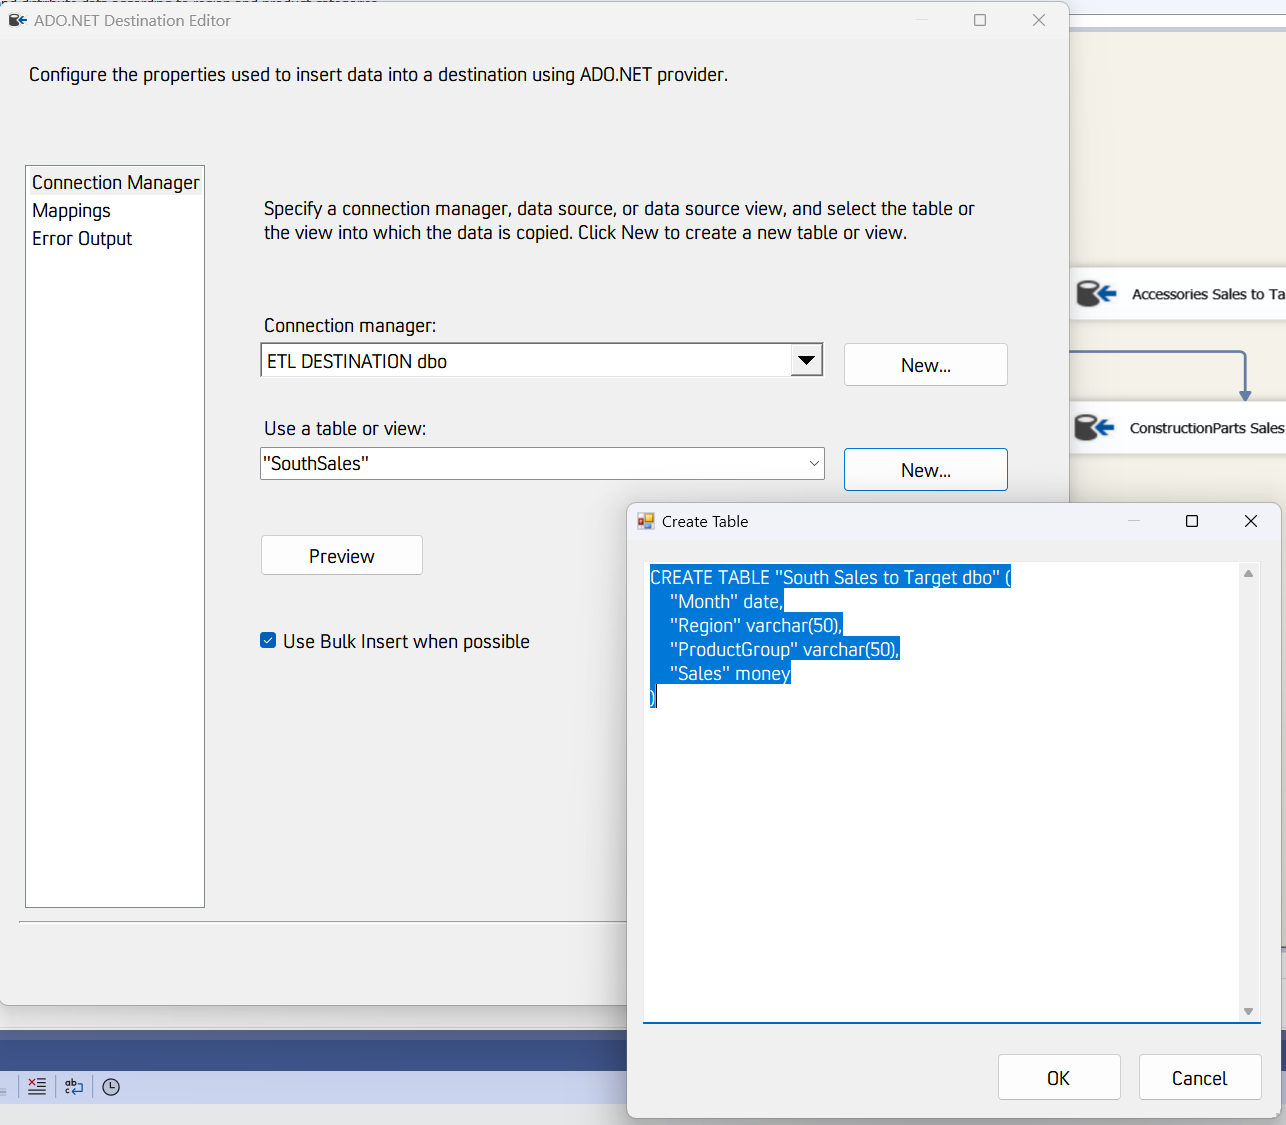 ADO.NET Destination Editor
Configure the properties used to insert data into a destination using ADO.NET provider.
Connection Manager
Mappings
Error Output
Specify a connection manager, data source, or data source view, and select the table or
the view into which the data is copied. Click New to create a new table or view.
Connection manager:
ETL DESTINATION dbo
New...
Use a table or view:
"SouthSales"
New...
Preview
Use Bulk Insert when possible
Accessories Sales to Ta
ConstructionParts Sales
Create Table
CREATE TABLE "South Sales to Target dbo" (
"Month" date,
"Region" varchar(50),
"ProductGroup" varchar(50),
"Sales" money
)
OK
Cancel